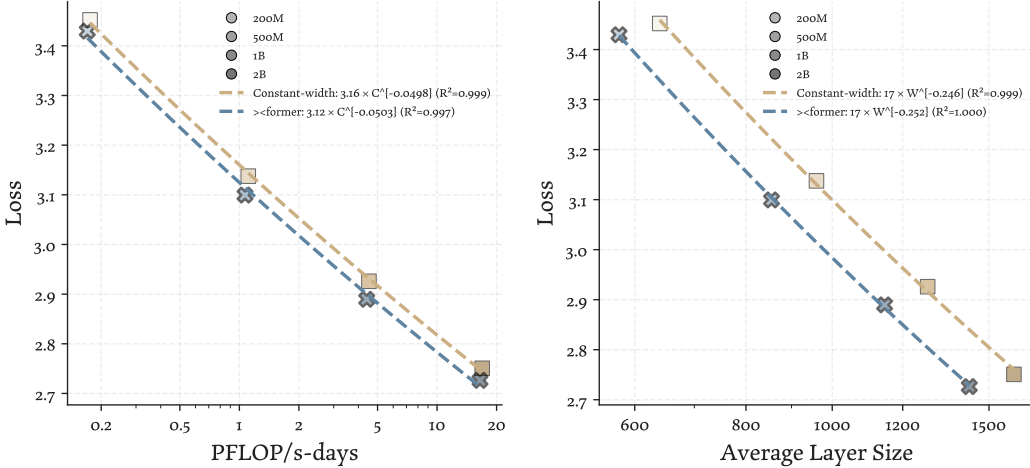 200M
500M
1B
2B
Constant-width: 3.16 × C^[-0.0498] (R²=0.999)
><former: 3.12 × C^[-0.0503] (R²=0.997)
Loss
3.4
3.3
3.2
3.1
3.0
2.9
2.8
2.7
0.2
0.5
1
2
5
10
20
PFLOP/s-days
200M
500M
1B
2B
Constant-width: 17 × W^[-0.246] (R²=0.999)
><former: 17 × W^[-0.252] (R²=1.000)
Loss
3.4
3.3
3.2
3.1
3.0
2.9
2.8
2.7
600
800
1000
1200
1500
Average Layer Size